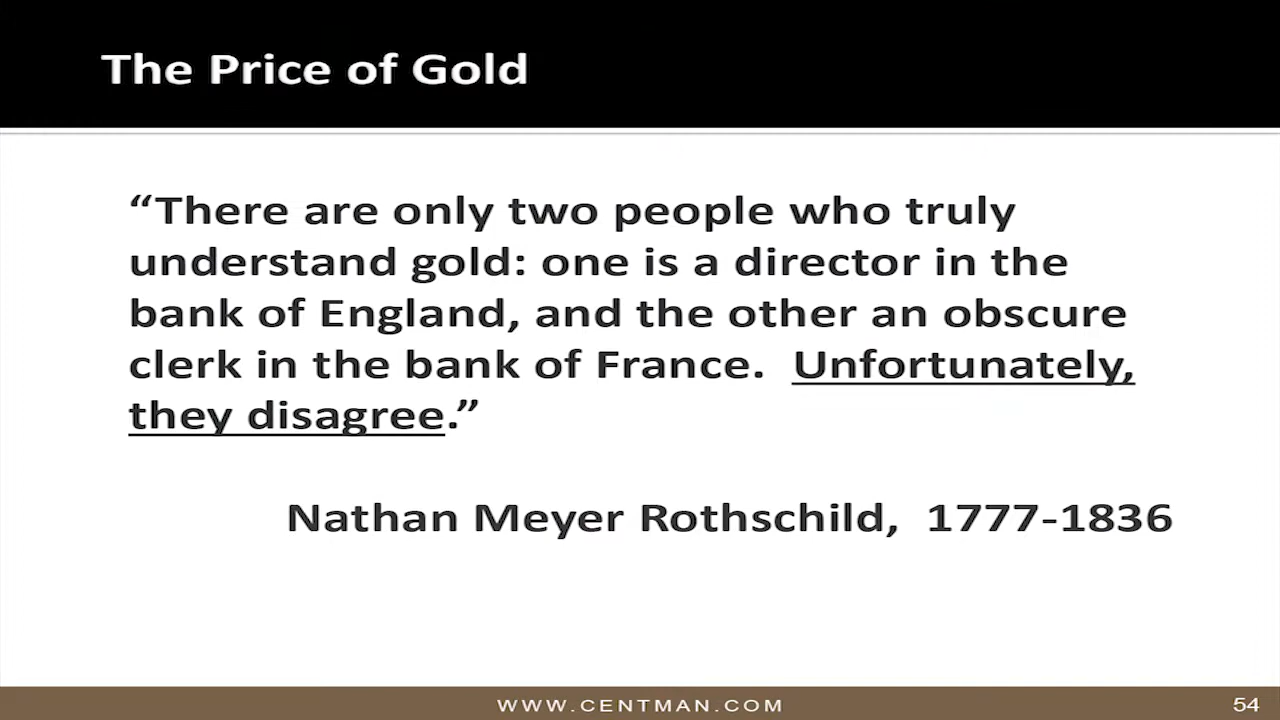 The Price of Gold
“There are only two people who truly
understand gold: one is a director in the
bank of England, and the other an obscure
clerk in the bank of France.  Unfortunately,
they disagree.”
Nathan Meyer Rothschild,  1777-1836
WWW.CENTMAN.COM
54